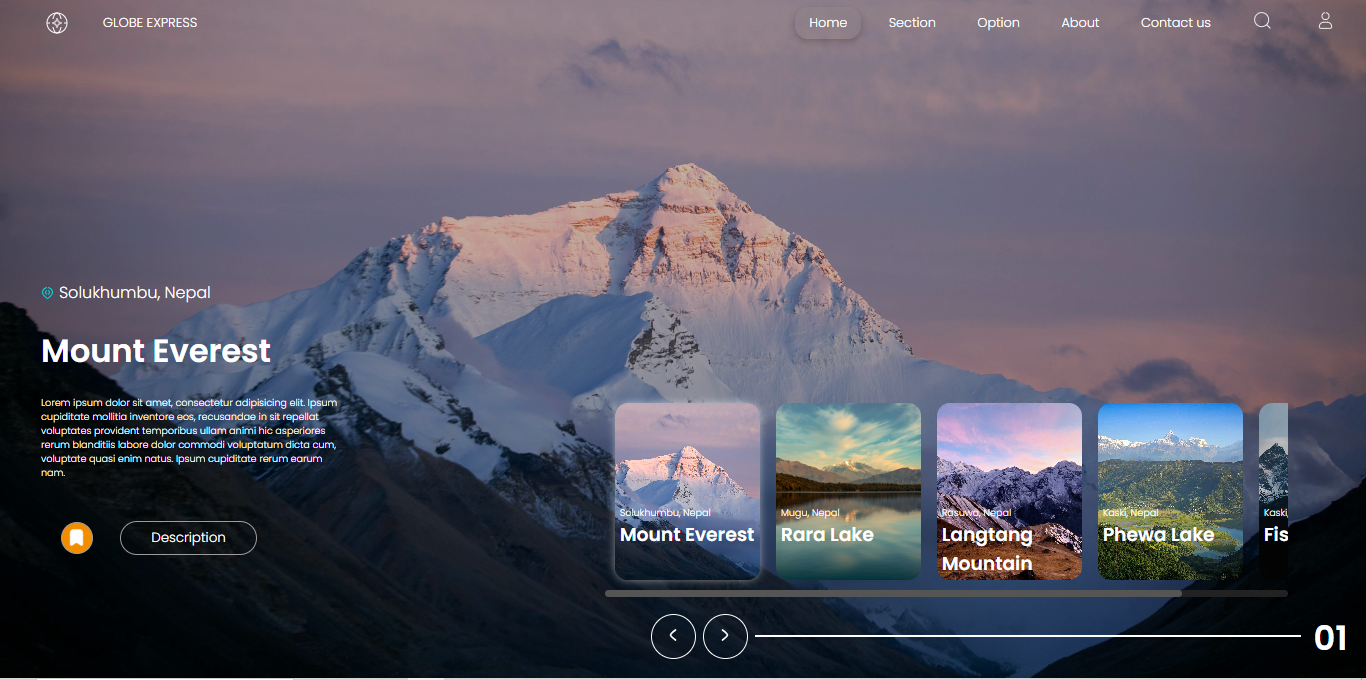 GLOBE EXPRESS
Home
Section
Option
About
Contact us
Solukhumbu, Nepal
Mount Everest
Lorem ipsum dolor sit amet, consectetur adipisicing elit. Ipsum
cupiditate mollitia inventore eos, recusandae in sit repellat
voluptates provident temporibus ullam animi hic asperiores
rerum blanditiis labore dolor commodi voluptatum dicta cum,
voluptate quasi enim natus. Ipsum cupiditate rerum earum
nam.
Description
Solukhumbu, Nepal
Mount Everest
Mugu, Nepal
Rara Lake
Rasuwa, Nepal
Langtang
Mountain
Kaski, Nepal
Phewa Lake
Kaski,
Fis
01